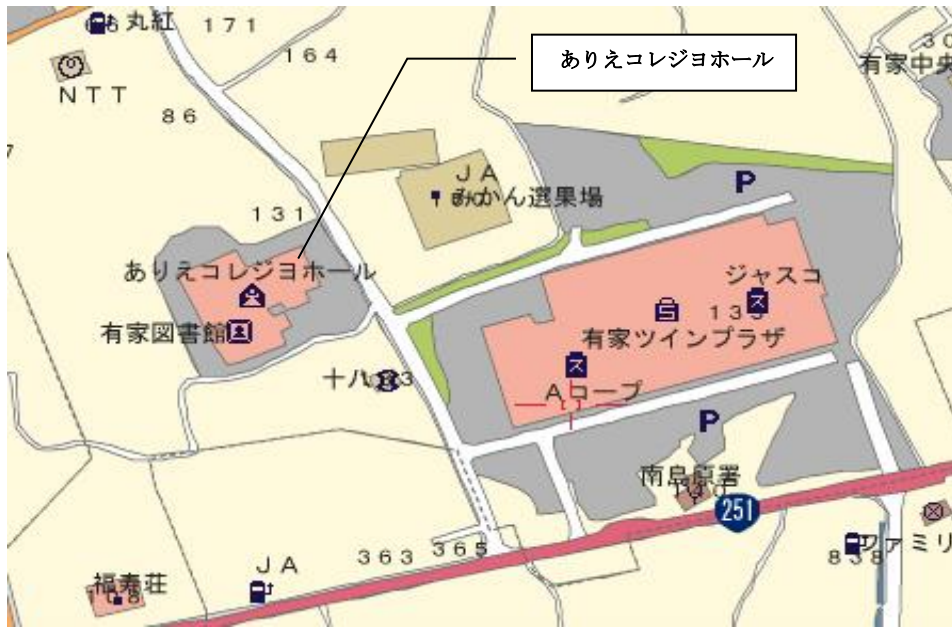 丸紅
171
NTT
164
86
ありえコレジヨホール
30
有家中央
JA
みかん選果場
P
131
ありえコレジヨホール
有家図書館
ジャスコ
ス
S
有家ツインプラザ
ス
Aコープ
十八
P
南島原署
251
363
365
JA
838
ファミリ
福寿荘